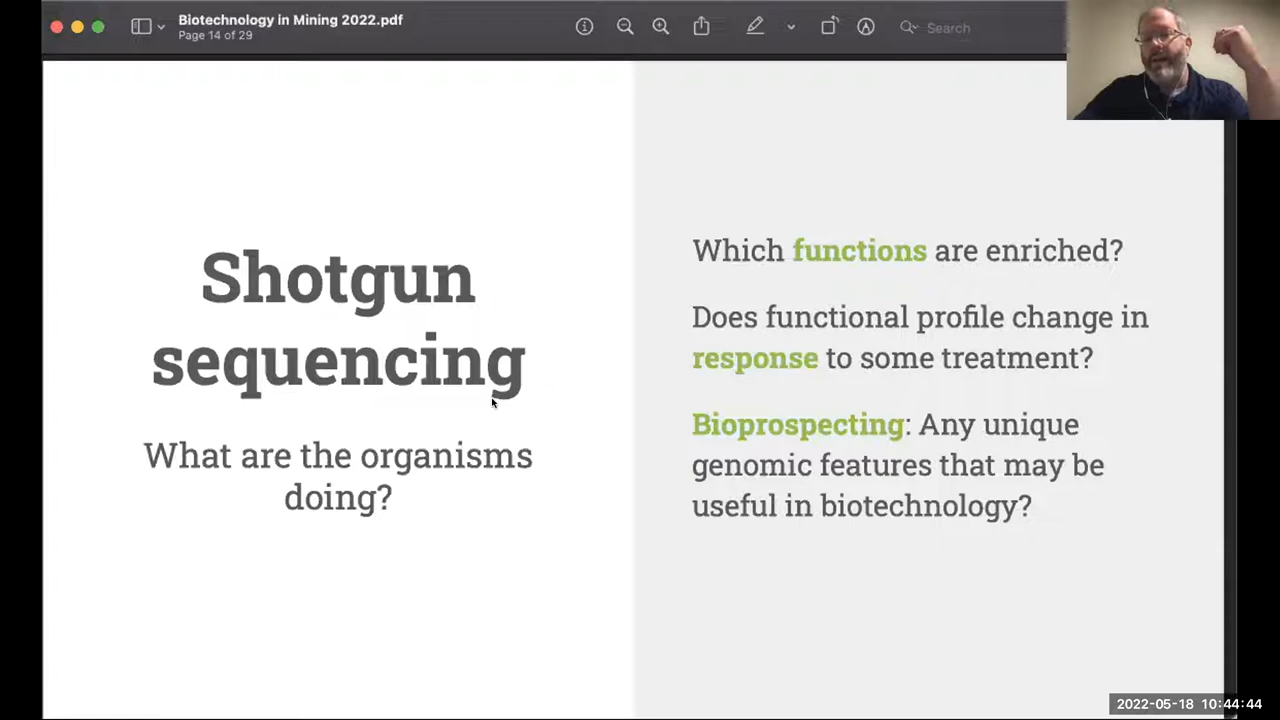 Biotechnology in Mining 2022.pdf
Page 14 of 29
Search
Shotgun
sequencing
What are the organisms
doing?
Which functions are enriched?
Does functional profile change in
response to some treatment?
Bioprospecting: Any unique
genomic features that may be
useful in biotechnology?
2022-05-18 10:44:44